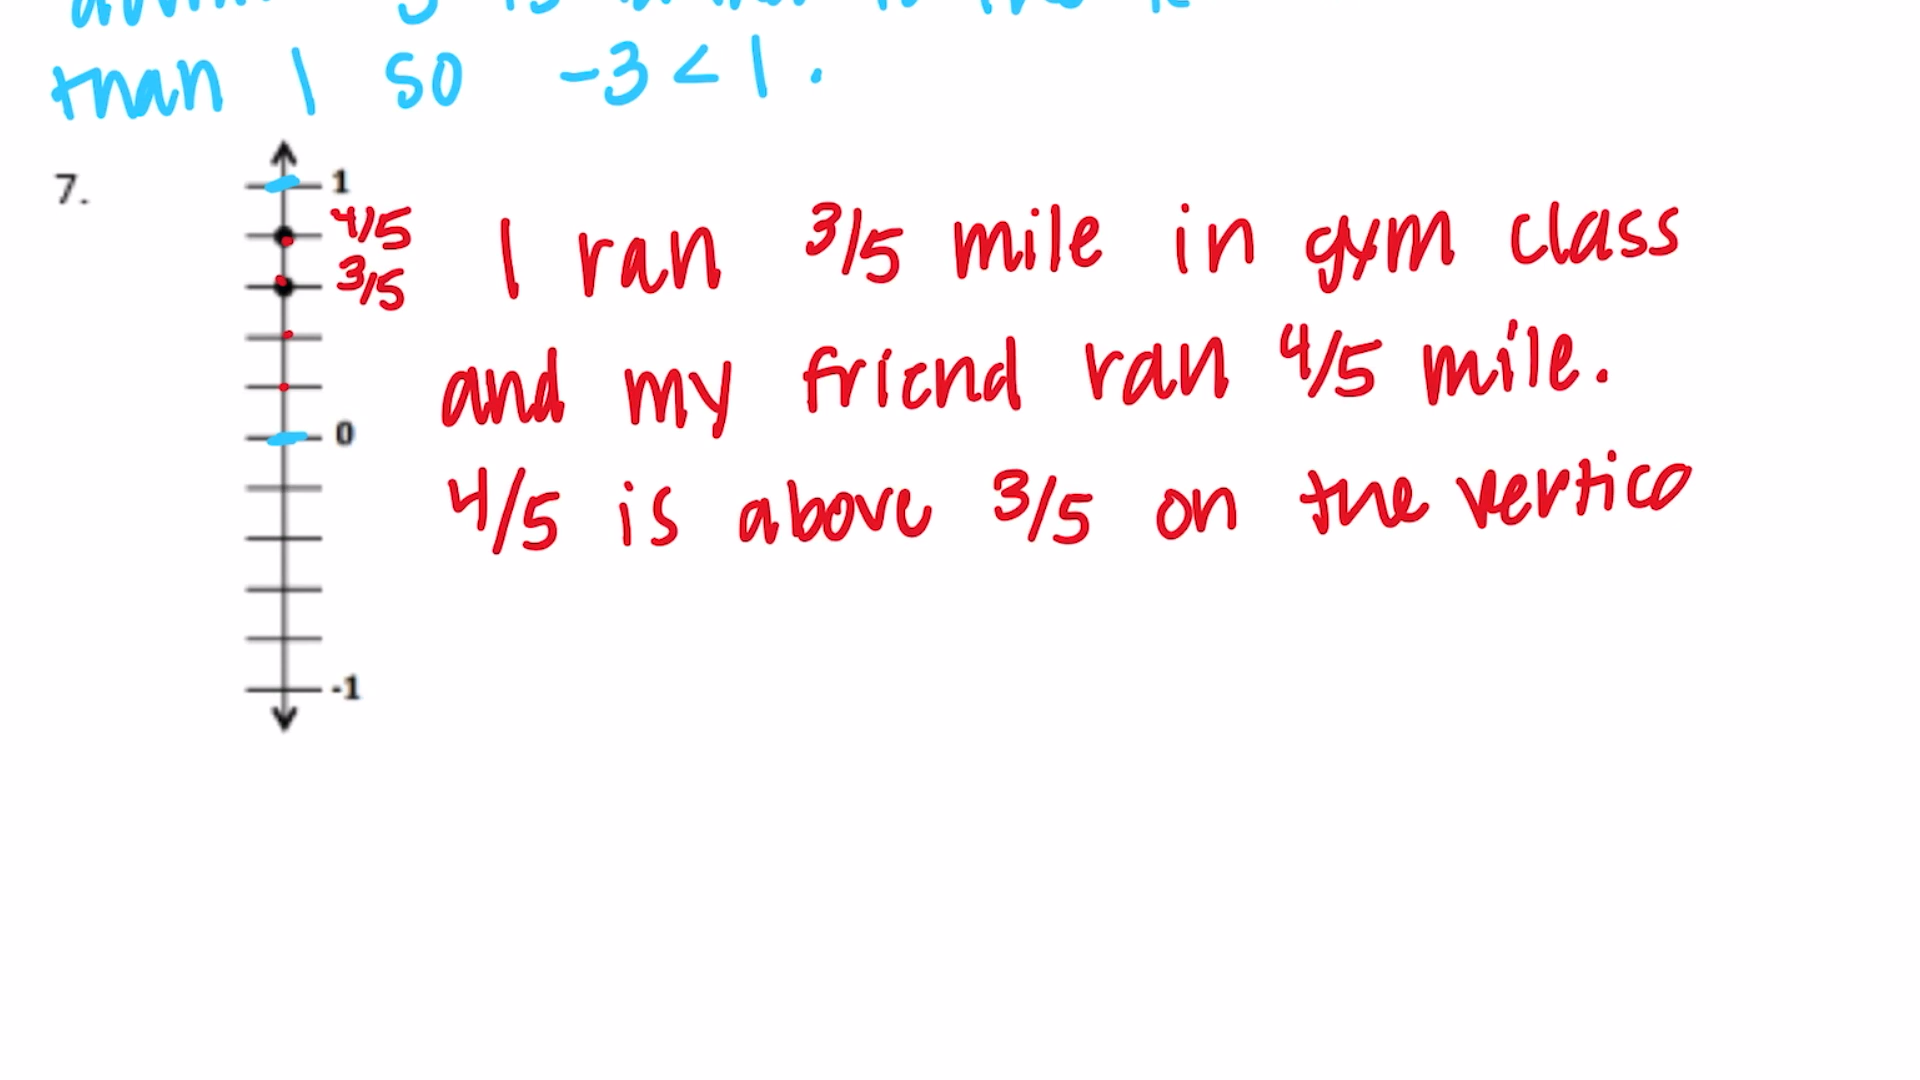 than 1 so -3 < 1.
7.
1
4/5
3/5
0
-1
I ran 3/5 mile in gym class
and my friend ran 4/5 mile.
4/5 is above 3/5 on the vertica